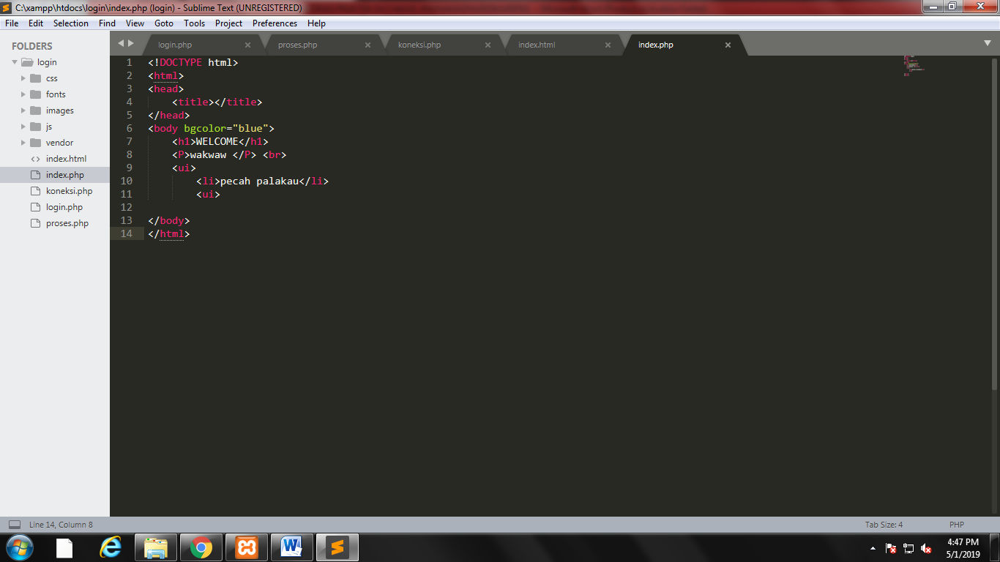 C:\xampp\htdocs\login\index.php (login) - Sublime Text (UNREGISTERED)
File Edit Selection Find View Goto Tools Project Preferences Help
FOLDERS
login
css
fonts
images
js
vendor
index.html
index.php
koneksi.php
login.php
proses.php
login.php × proses.php × koneksi.php × index.html × index.php ×
1 <!DOCTYPE html>
2 <html>
3 <head>
4     <title></title>
5 </head>
6 <body bgcolor="blue">
7     <h1>WELCOME</h1>
8     <P>wakwaw </P> <br>
9     <ui>
10         <li>pecah palakau</li>
11         <ui>
12
13 </body>
14 </html>
Line 14, Column 8
Tab Size: 4 PHP
4:47 PM
5/1/2019